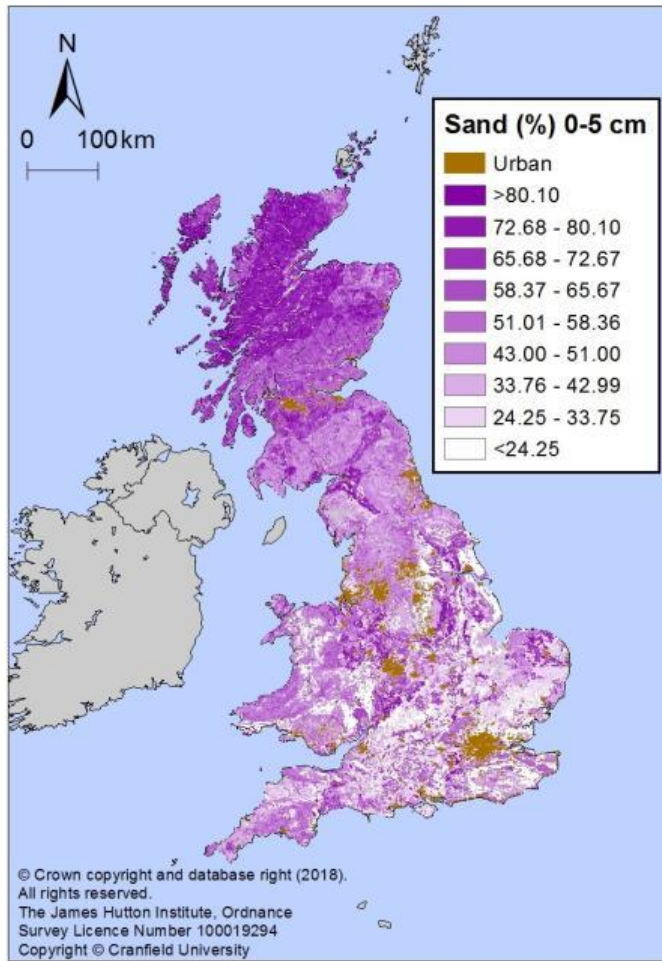 N
0 100km
Sand (%) 0-5 cm
Urban
>80.10
72.68 - 80.10
65.68 - 72.67
58.37 - 65.67
51.01 - 58.36
43.00 - 51.00
33.76 - 42.99
24.25 - 33.75
<24.25
© Crown copyright and database right (2018).
All rights reserved.
The James Hutton Institute, Ordnance
Survey Licence Number 100019294
Copyright © Cranfield University